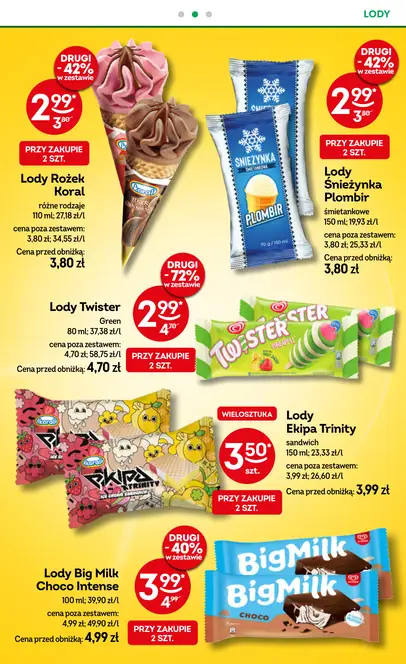 LODY
DRUGI
- 42%
w zestawie
2.99*
3.80
PRZY ZAKUPIE
2 SZT.
Lody Rożek
Koral
różne rodzaje
110 ml; 27,18 zł/l
cena poza zestawem:
3,80 zł; 34,55 zł/l
Cena przed obniżką:
3,80 zł
Koral
ŚNIEŻYNKA
PLOMBIR
70 g / 150 ml
ŚNIEŻYNKA
DRUGI
- 42%
w zestawie
2.99*
3.80
PRZY ZAKUPIE
2 SZT.
Lody
Śnieżynka
Plombir
śmietankowe
150 ml; 19,93 zł/l
cena poza zestawem:
3,80 zł; 25,33 zł/l
Cena przed obniżką:
3,80 zł
Lody Twister
Green
80 ml; 37,38 zł/l
cena poza zestawem:
4,70 zł; 58,75 zł/l
Cena przed obniżką: 4,70 zł
DRUGI
- 72%
w zestawie
2.99*
4.70
PRZY ZAKUPIE
2 SZT.
TWISTER
TWISTER
Koral
Koral
EKIPA
TRINITY
WIELOSZTUKA
3.50*
szt.
PRZY ZAKUPIE
2 SZT.
Lody
Ekipa Trinity
sandwich
150 ml; 23,33 zł/l
cena poza zestawem:
3,99 zł; 26,60 zł/l
Cena przed obniżką: 3,99 zł
Lody Big Milk
Choco Intense
100 ml; 39,90 zł/l
cena poza zestawem:
4,99 zł; 49,90 zł/l
Cena przed obniżką: 4,99 zł
DRUGI
- 40%
w zestawie
3.99*
4.99
PRZY ZAKUPIE
2 SZT.
BigMilk
BigMilk
CHOCO